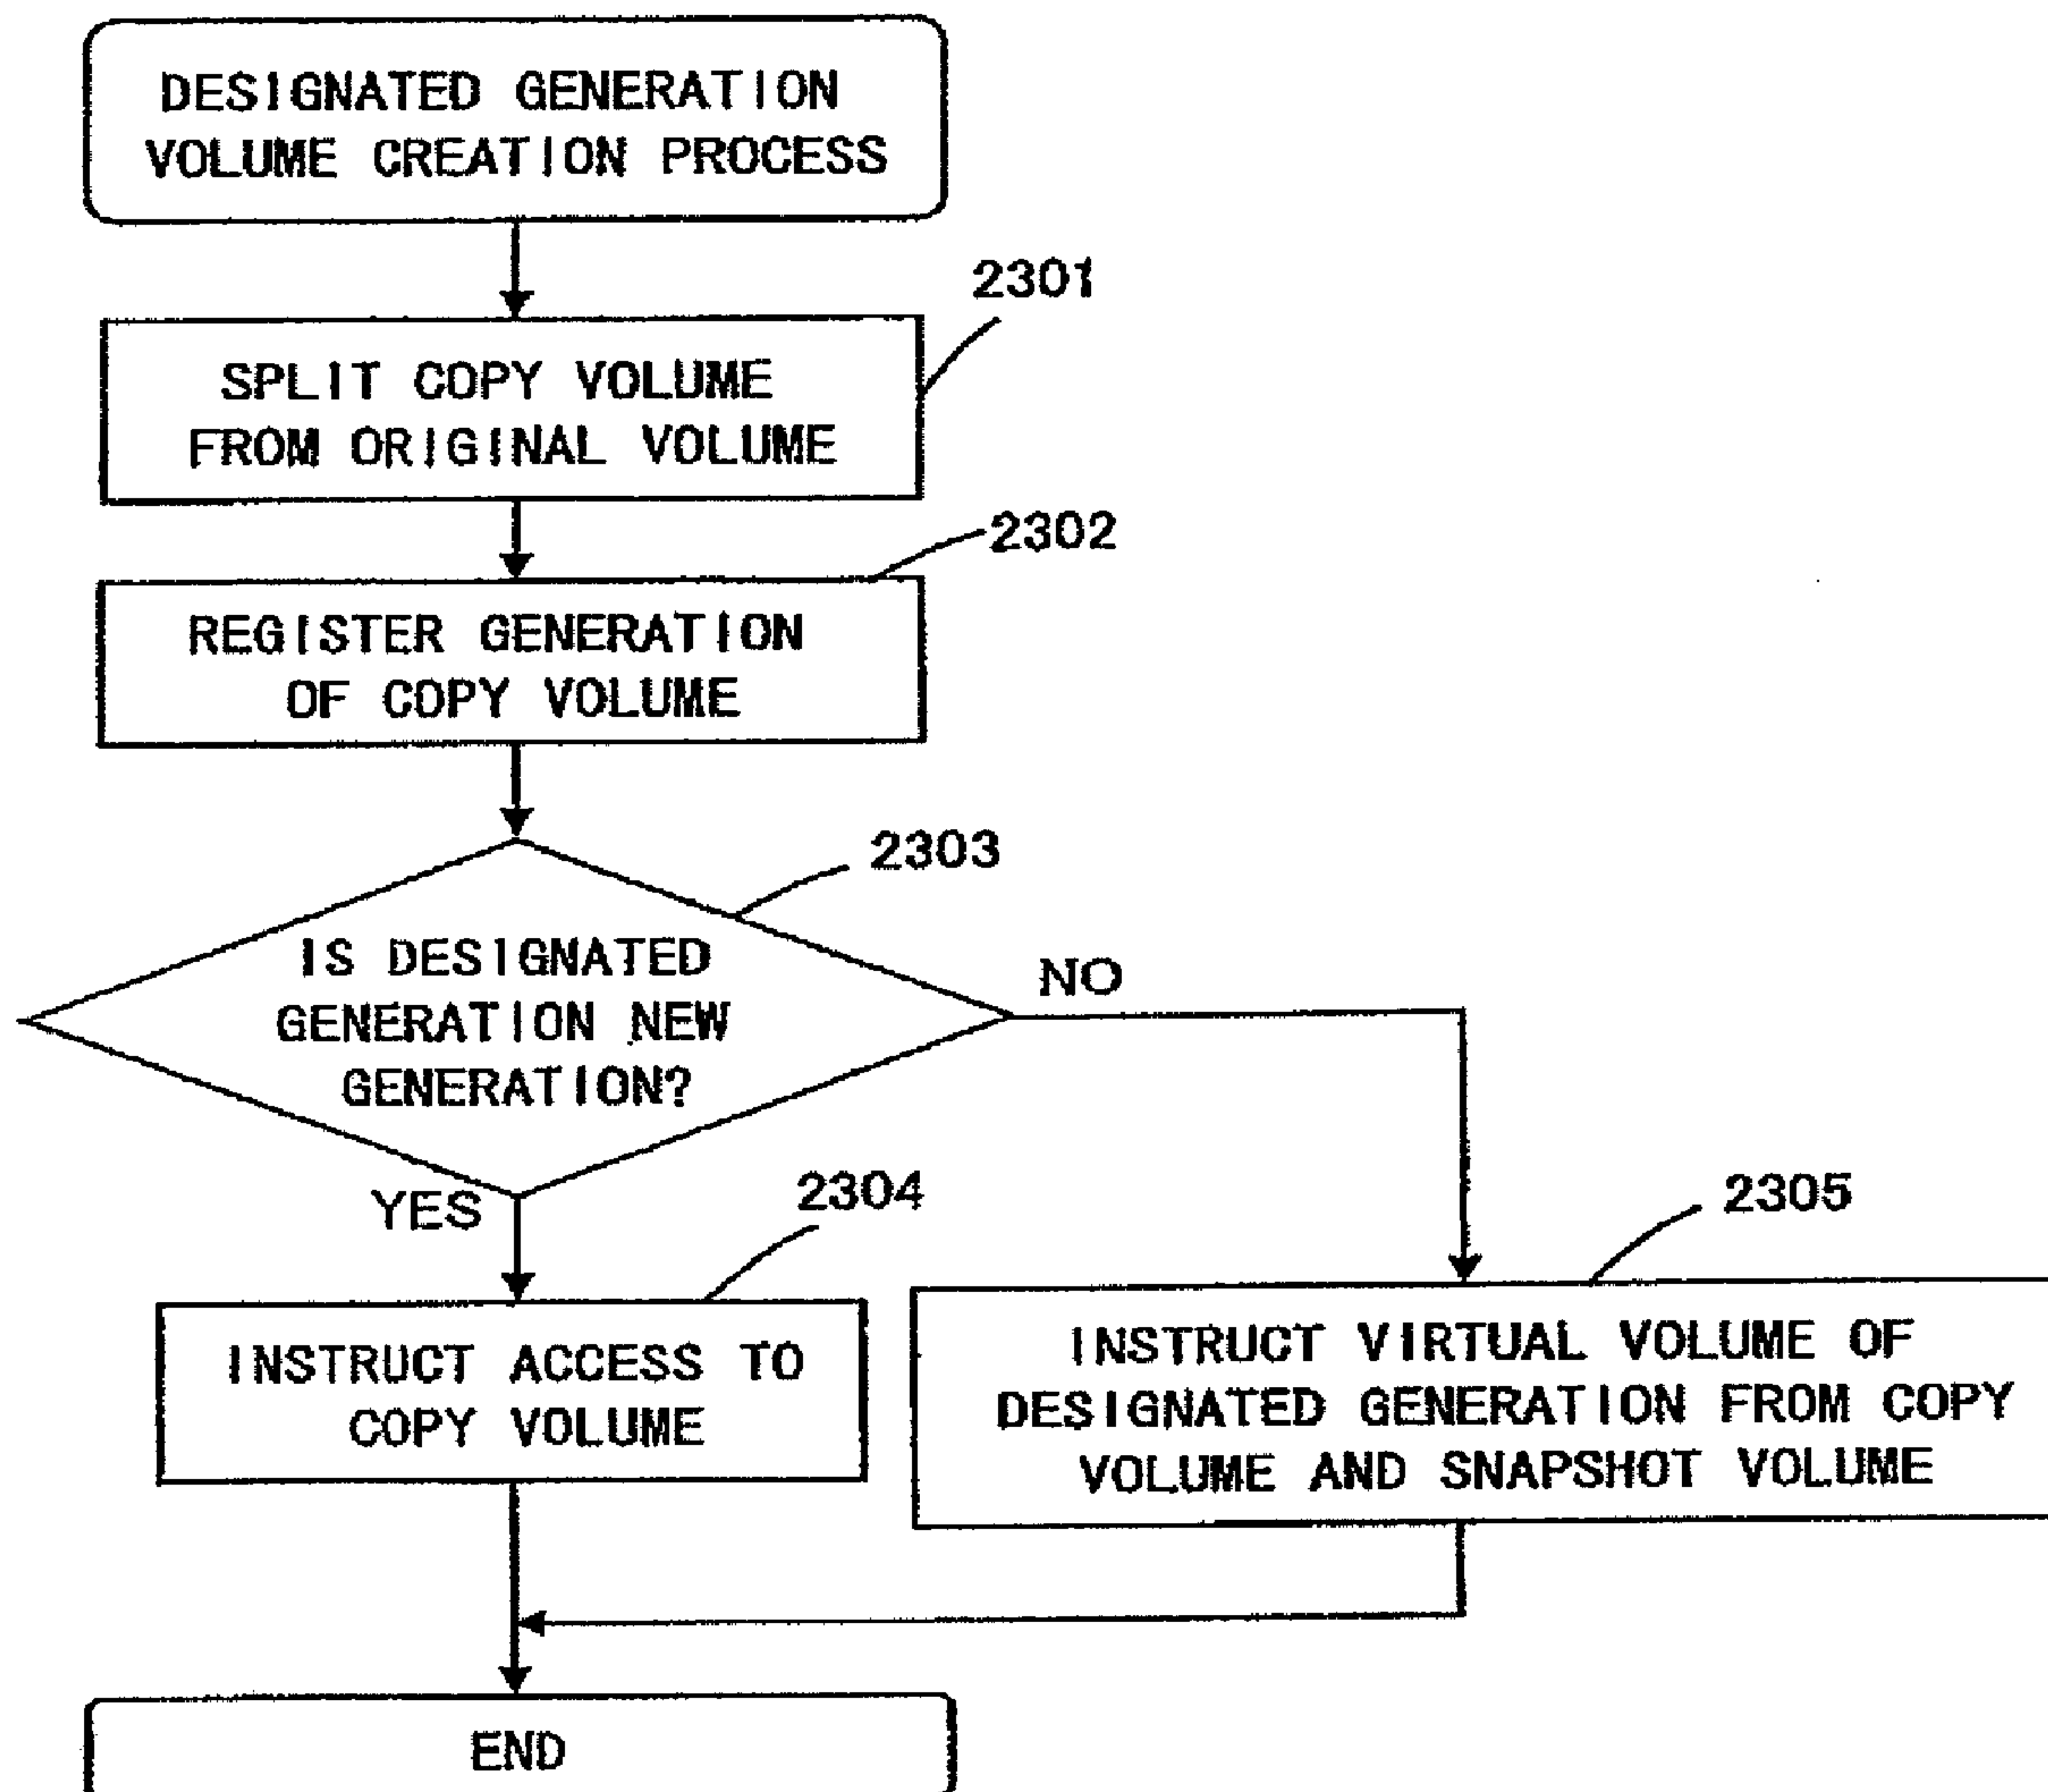 DESIGNATED GENERATION
VOLUME CREATION PROCESS
2301
SPLIT COPY VOLUME
FROM ORIGINAL VOLUME
2302
REGISTER GENERATION
OF COPY VOLUME
2303
IS DESIGNATED
GENERATION NEW
GENERATION?
NO
YES
2304
INSTRUCT ACCESS TO
COPY VOLUME
2305
INSTRUCT VIRTUAL VOLUME OF
DESIGNATED GENERATION FROM COPY
VOLUME AND SNAPSHOT VOLUME
END